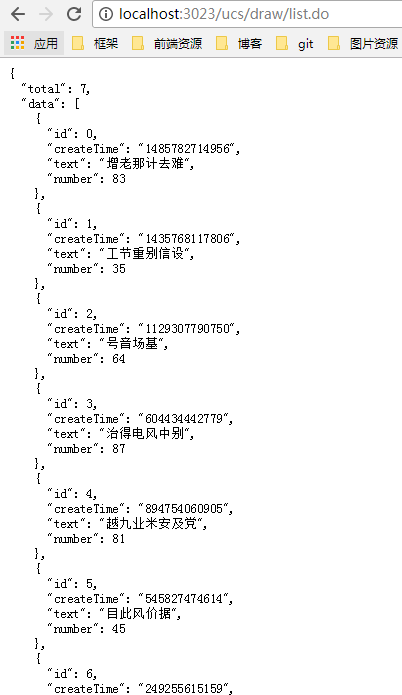 localhost:3023/ucs/draw/list.do
应用 框架 前端资源 博客 git 图片资源
{
"total": 7,
"data": [
{
"id": 0,
"createTime": "1485782714956",
"text": "增老那计去难",
"number": 83
},
{
"id": 1,
"createTime": "1435768117806",
"text": "工节重别信设",
"number": 35
},
{
"id": 2,
"createTime": "1129307790750",
"text": "号音场基",
"number": 64
},
{
"id": 3,
"createTime": "604434442779",
"text": "治得电风中别",
"number": 87
},
{
"id": 4,
"createTime": "894754060905",
"text": "越九业米安及党",
"number": 81
},
{
"id": 5,
"createTime": "545827474614",
"text": "目此风价据",
"number": 45
},
{
"id": 6,
"createTime": "249255615159",